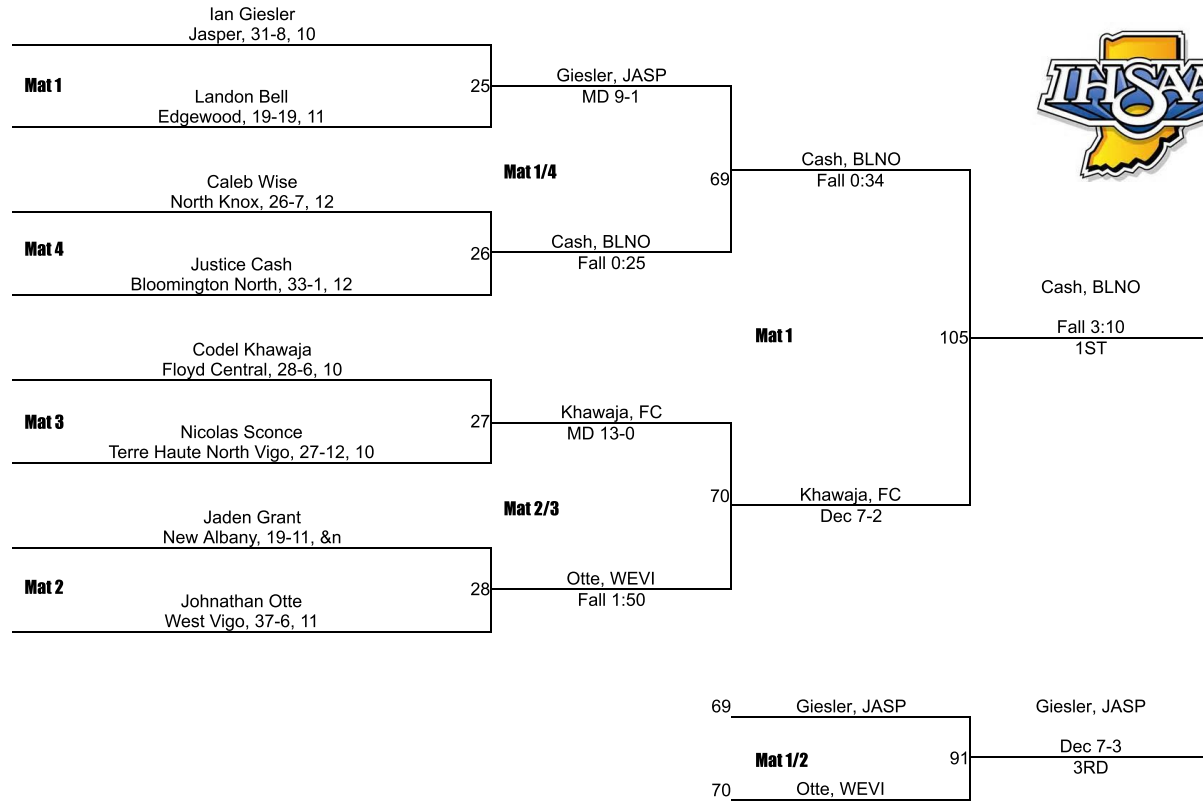 Ian Giesler
Jasper, 31-8, 10
Mat 1
Landon Bell
Edgewood, 19-19, 11
25
Giesler, JASP
MD 9-1
Caleb Wise
North Knox, 26-7, 12
Mat 4
Justice Cash
Bloomington North, 33-1, 12
26
Cash, BLNO
Fall 0:25
Mat 1/4
69
Cash, BLNO
Fall 0:34
Codel Khawaja
Floyd Central, 28-6, 10
Mat 3
Nicolas Sconce
Terre Haute North Vigo, 27-12, 10
27
Khawaja, FC
MD 13-0
Jaden Grant
New Albany, 19-11, &n
Mat 2
Johnathan Otte
West Vigo, 37-6, 11
28
Otte, WEVI
Fall 1:50
Mat 2/3
70
Khawaja, FC
Dec 7-2
Mat 1
105
Cash, BLNO
Fall 3:10
1ST
IHSAA
69
Giesler, JASP
Mat 1/2
70
Otte, WEVI
91
Giesler, JASP
Dec 7-3
3RD